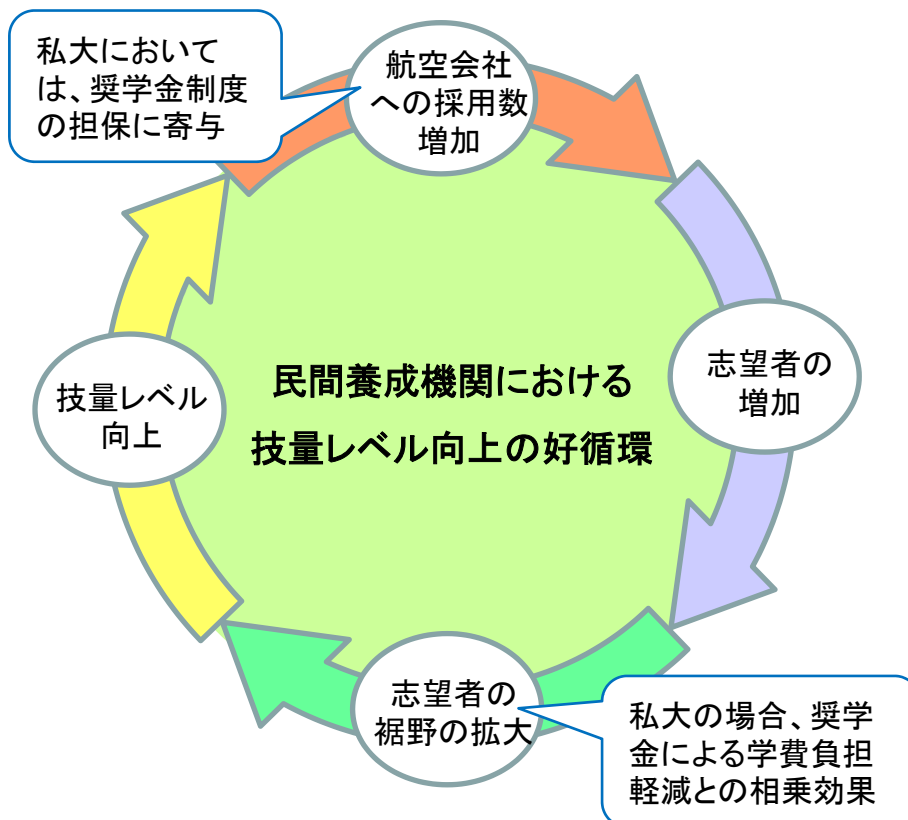 私大において
は、奨学金制度
の担保に寄与
航空会社
への採用数
増加
志望者の
増加
民間養成機関における
技量レベル向上の好循環
技量レベル
向上
志望者の
裾野の拡大
私大の場合、奨学
金による学費負担
軽減との相乗効果